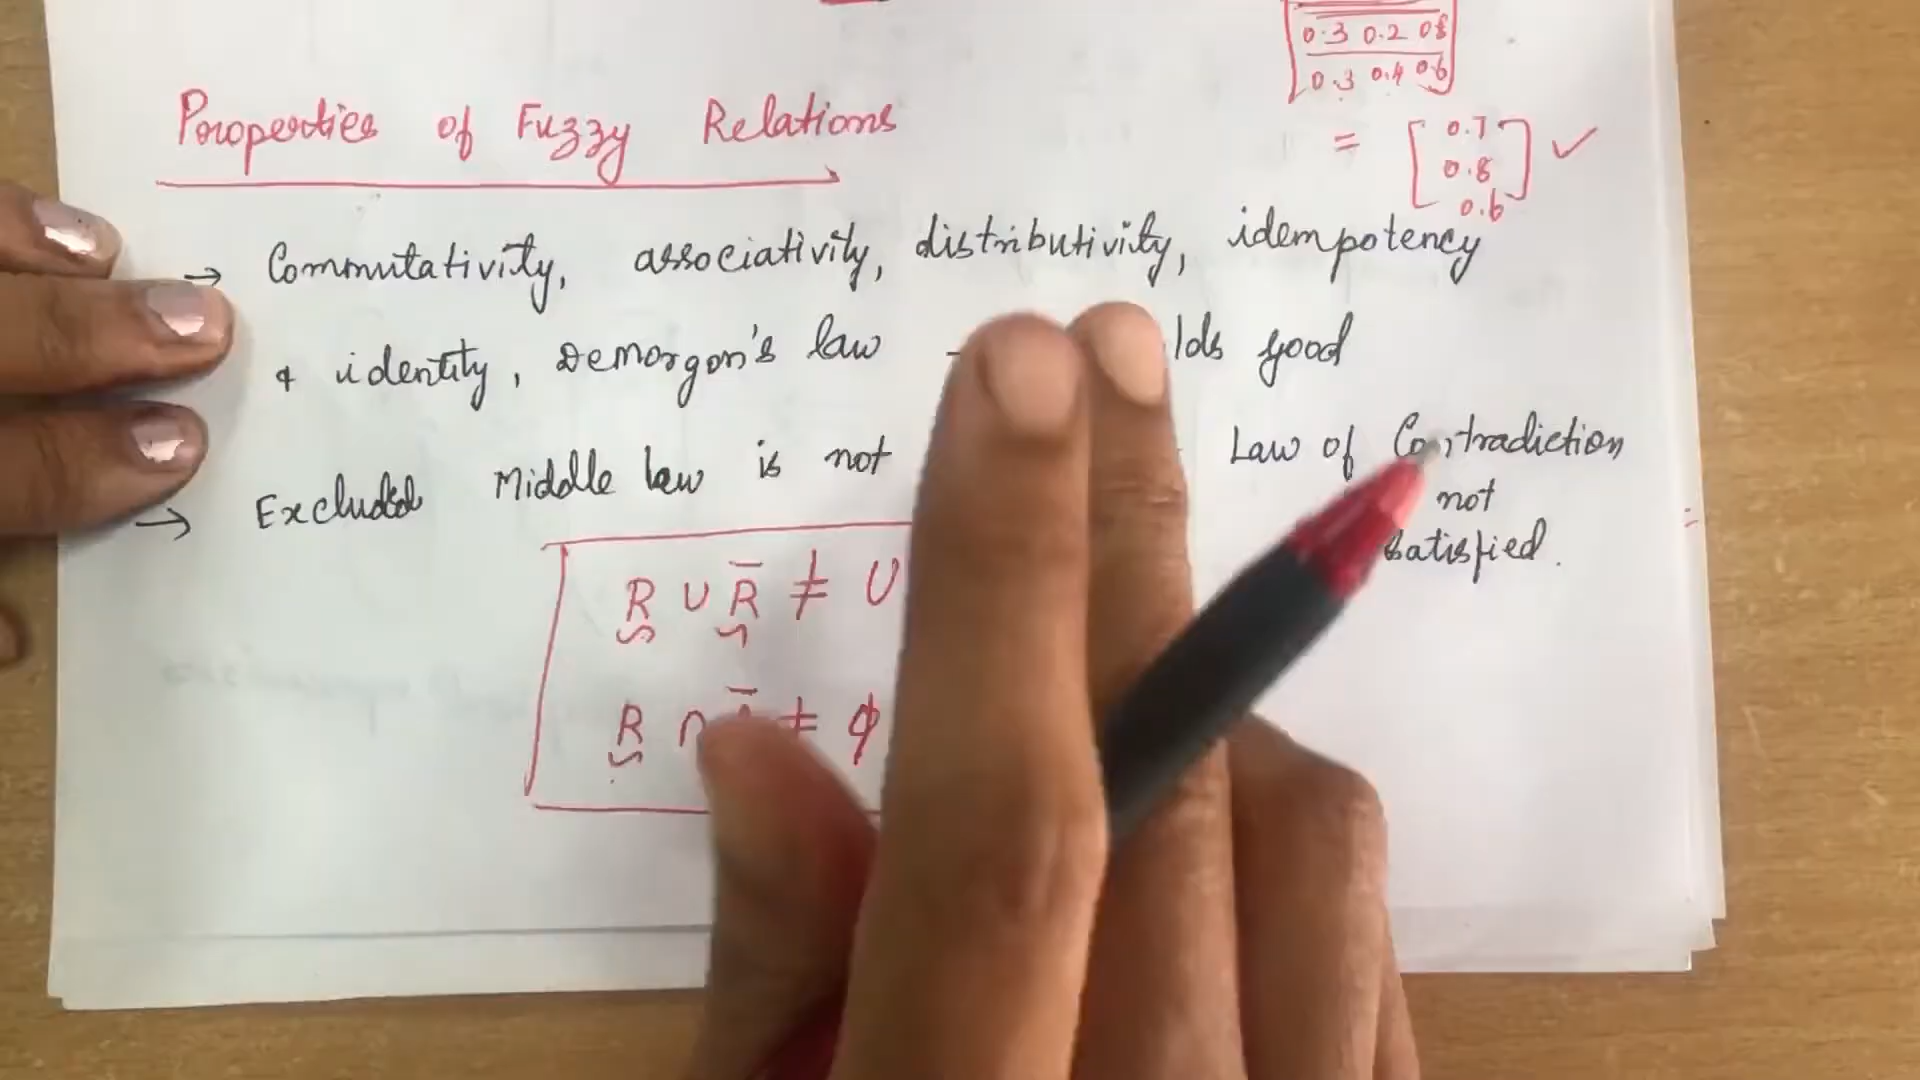 0.3 0.2 0.8
0.3 0.4 0.6
= [0.7
0.8
0.6] ✓
Properties of Fuzzy Relations
→ Commutativity, associativity, distributivity, idempotency
& identity, Demorgan's law lds good
→ Excluded Middle law is not
Law of Contradiction
not
satisfied.
R ∪ R̅ ≠ U
R ∩ ≠ φ